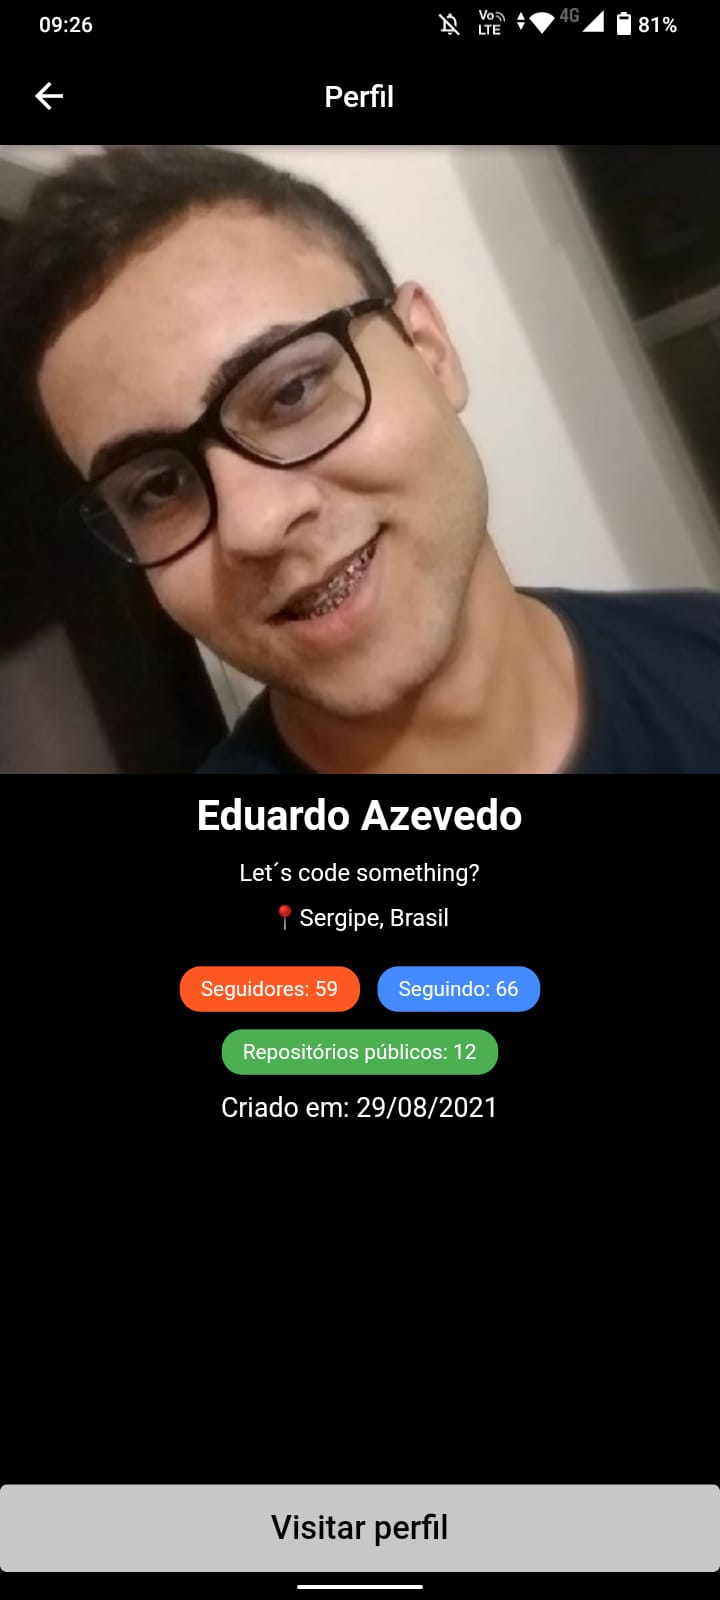 09:26 Vo LTE 4G 81%
Perfil
Eduardo Azevedo
Let´s code something?
📍Sergipe, Brasil
Seguidores: 59 Seguindo: 66
Repositórios públicos: 12
Criado em: 29/08/2021
Visitar perfil